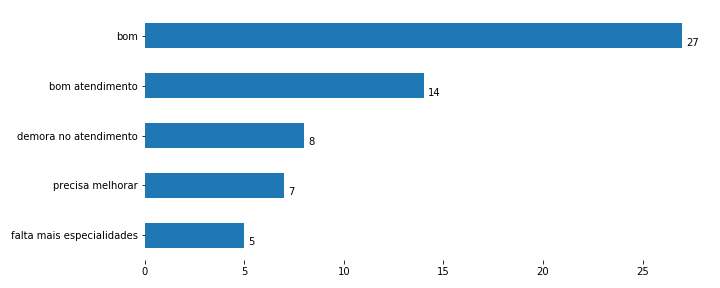 bom
27
bom atendimento
14
demora no atendimento
8
precisa melhorar
7
falta mais especialidades
5
0 5 10 15 20 25